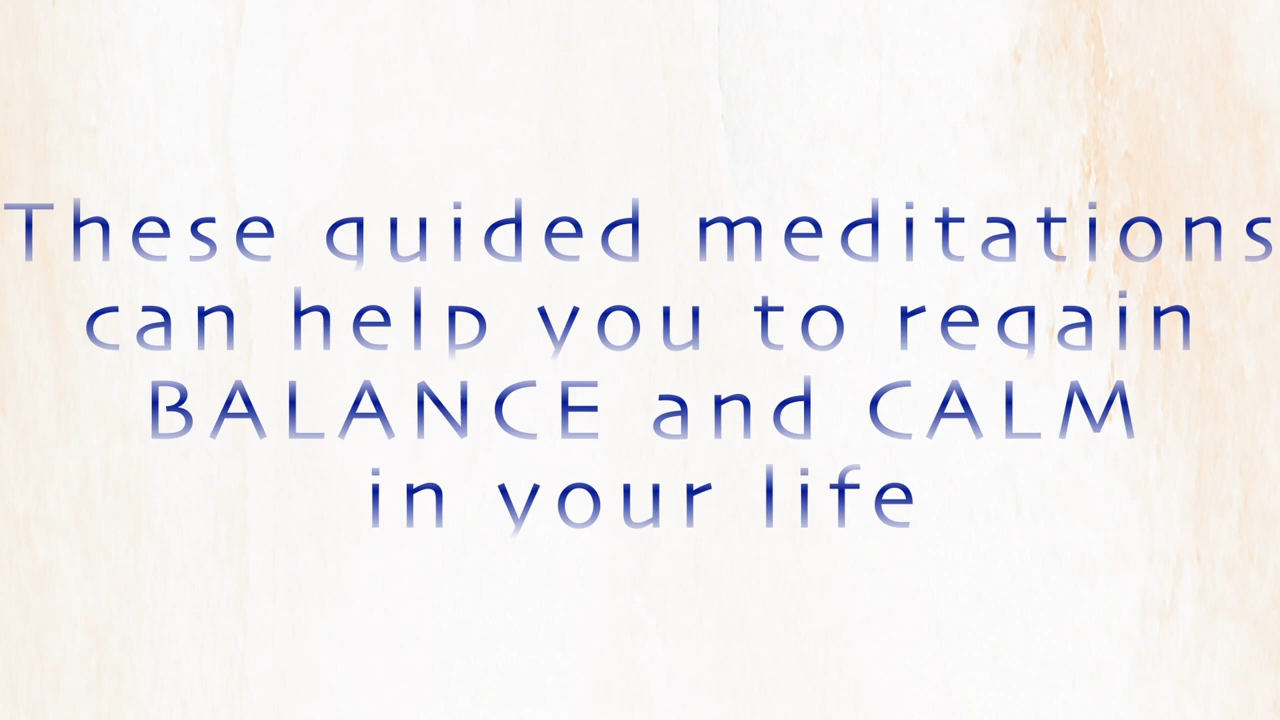 These guided meditations
can help you to regain
BALANCE and CALM
in your life